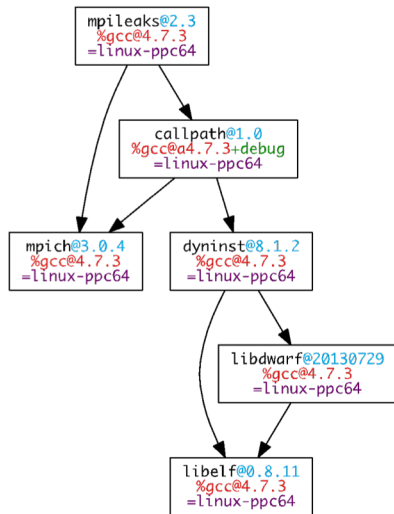 mpileaks@2.3
%gcc@4.7.3
=linux-ppc64
callpath@1.0
%gcc@a4.7.3+debug
=linux-ppc64
mpich@3.0.4
%gcc@4.7.3
=linux-ppc64
dyninst@8.1.2
%gcc@4.7.3
=linux-ppc64
libdwarf@20130729
%gcc@4.7.3
=linux-ppc64
libelf@0.8.11
%gcc@4.7.3
=linux-ppc64